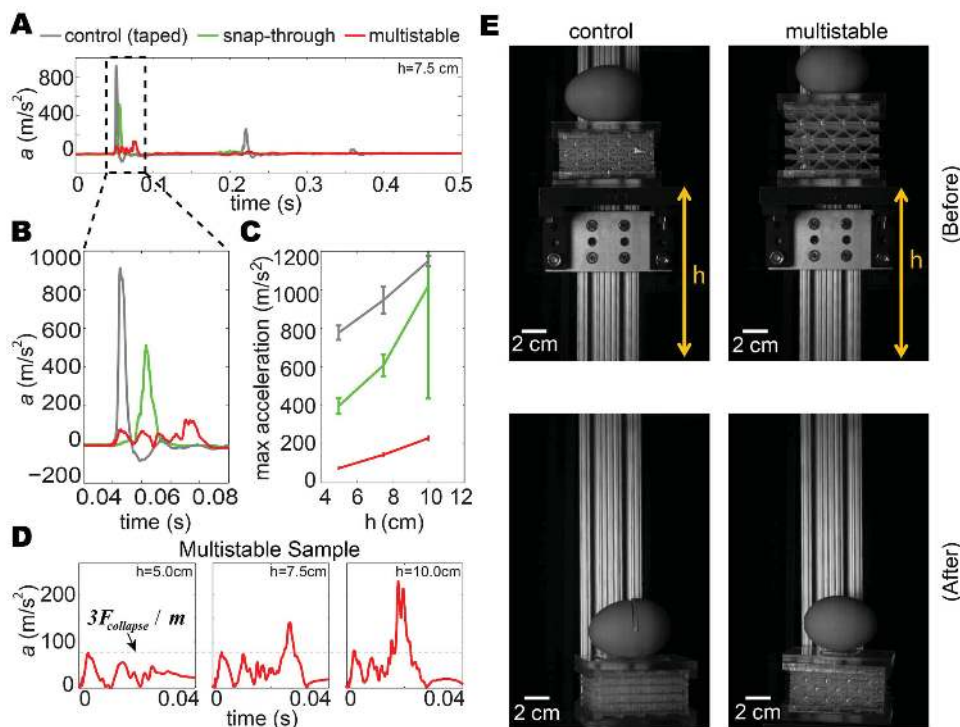 A
control (taped) snap-through multistable
h=7.5 cm
800
400
0
a (m/s²)
0 0.1 0.2 0.3 0.4 0.5
time (s)
B
1000
800
600
400
200
0
−200
a (m/s²)
0.04 0.06 0.08
time (s)
C
1200
1000
800
600
400
200
0
max acceleration (m/s²)
4 6 8 10 12
h (cm)
D
Multistable Sample
h=5.0cm h=7.5cm h=10.0cm
200
100
0
a (m/s²)
3F_collapse / m
0 0.04 0 0.04 0 0.04
time (s)
E
control multistable
(Before)
h h
2 cm 2 cm
(After)
2 cm 2 cm